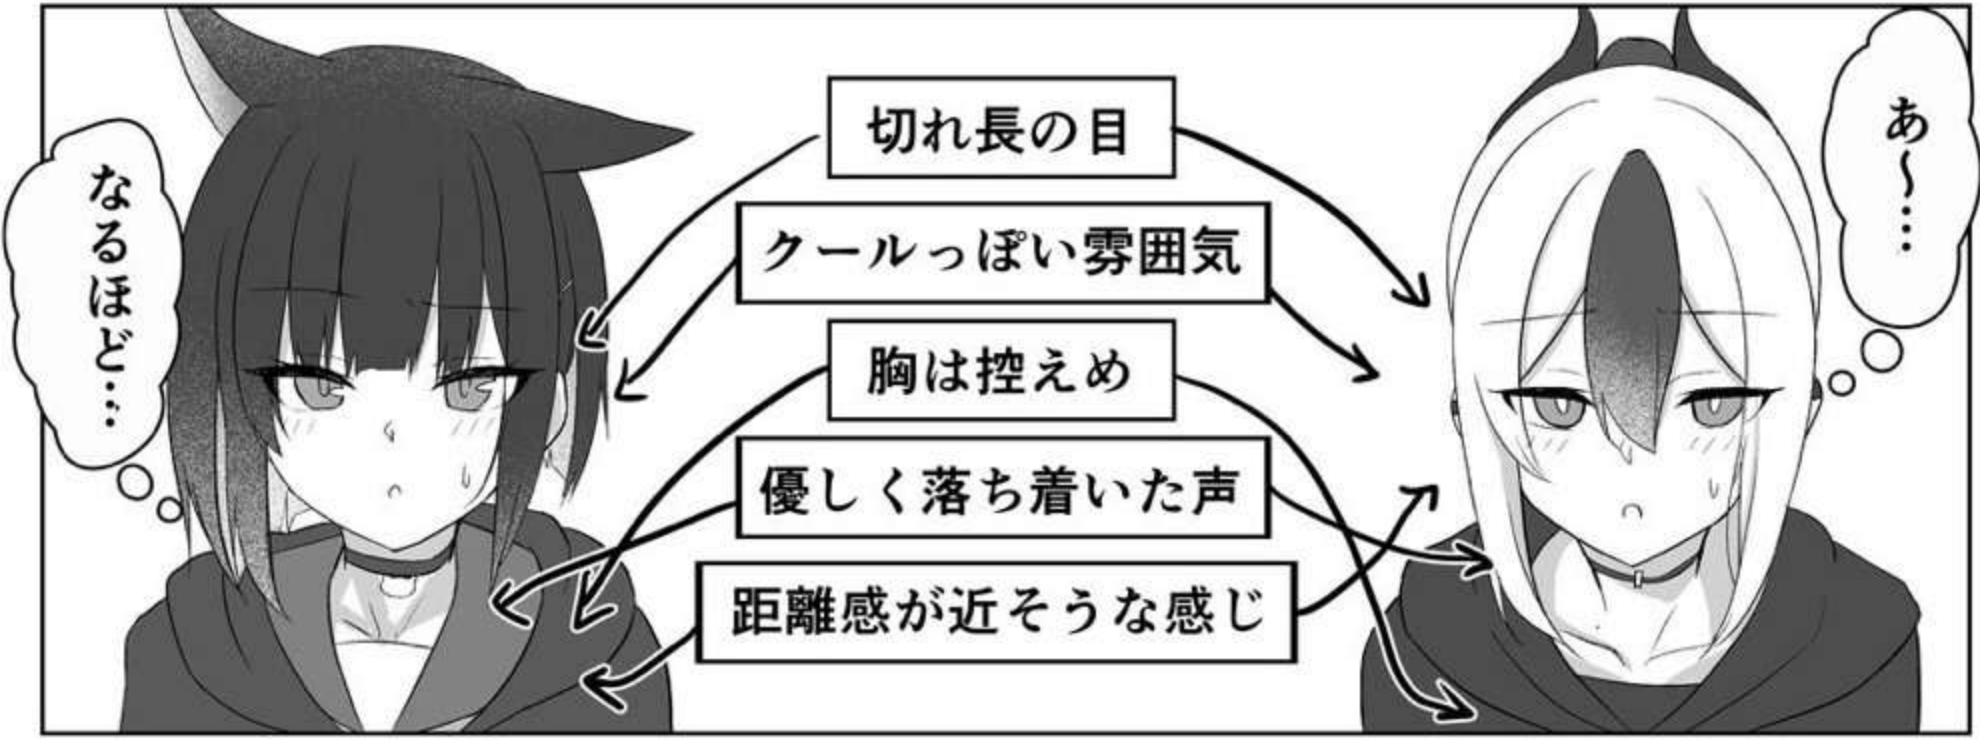 あ～…
切れ長の目
クールっぽい雰囲気
胸は控えめ
優しく落ち着いた声
距離感が近そうな感じ
なるほど…